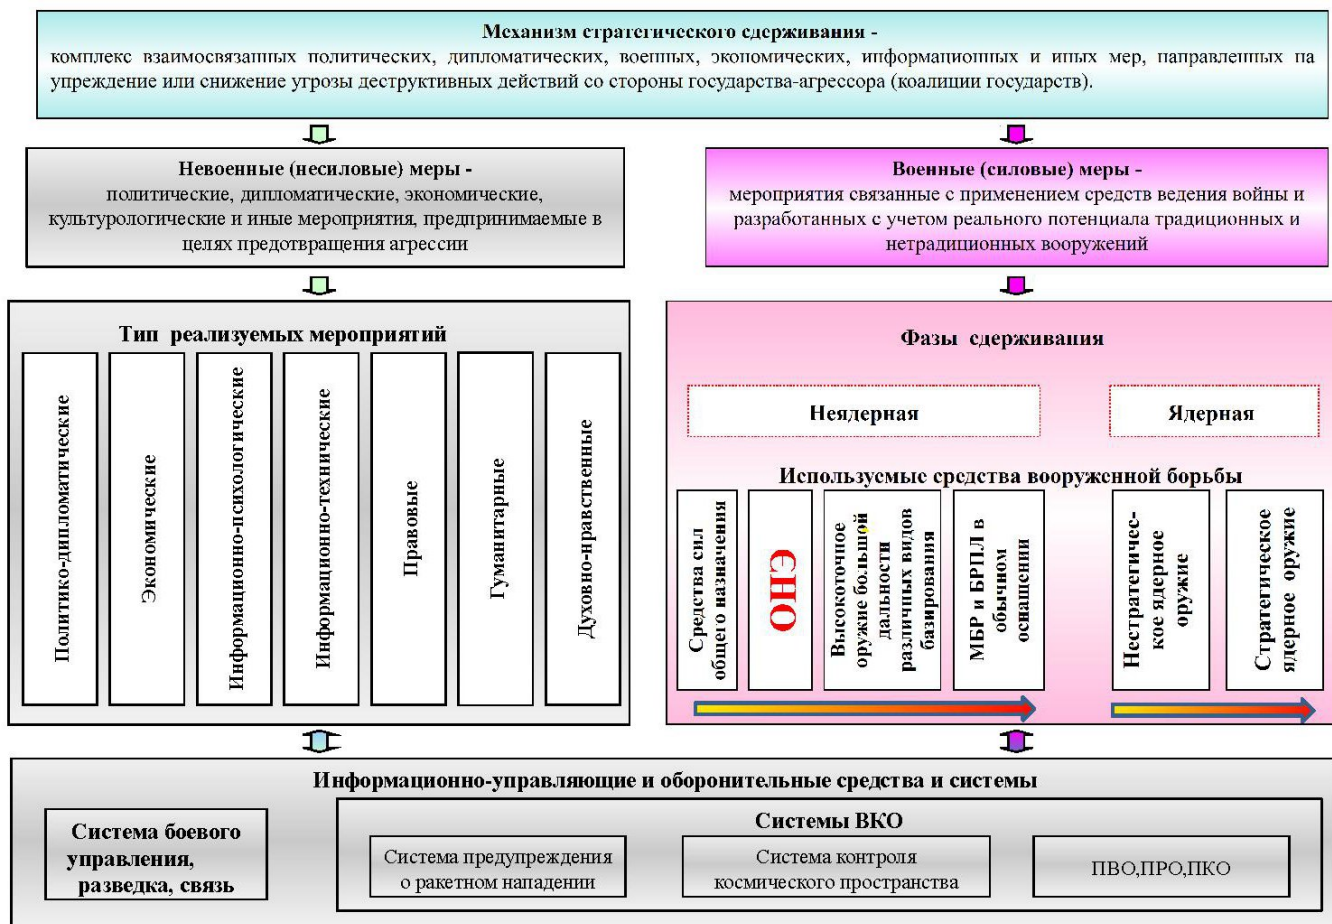 Механизм стратегического сдерживания -
комплекс взаимосвязанных политических, дипломатических, военных, экономических, информационных и иных мер, направленных па
упреждение или снижение угрозы деструктивных действий со стороны государства-агрессора (коалиции государств).
Невоенные (несиловые) меры -
политические, дипломатические, экономические,
культурологические и иные мероприятия, предпринимаемые в
целях предотвращения агрессии
Военные (силовые) меры -
мероприятия связанные с применением средств ведения войны и
разработанных с учетом реального потенциала традиционных и
нетрадиционных вооружений
Тип реализуемых мероприятий
Политико-дипломатические
Экономические
Информационно-психологические
Информационно-технические
Правовые
Гуманитарные
Духовно-нравственные
Фазы сдерживания
Неядерная
Ядерная
Используемые средства вооруженной борьбы
Средства сил
общего назначения
ОНЭ
Высокоточное
оружие большой
дальности
различных видов
базирования
МБР и БРПЛ в
обычном
оснащении
Нестратегичес-
кое ядерное
оружие
Стратегическое
ядерное оружие
Информационно-управляющие и оборонительные средства и системы
Система боевого
управления,
разведка, связь
Системы ВКО
Система предупреждения
о ракетном нападении
Система контроля
космического пространства
ПВО,ПРО,ПКО